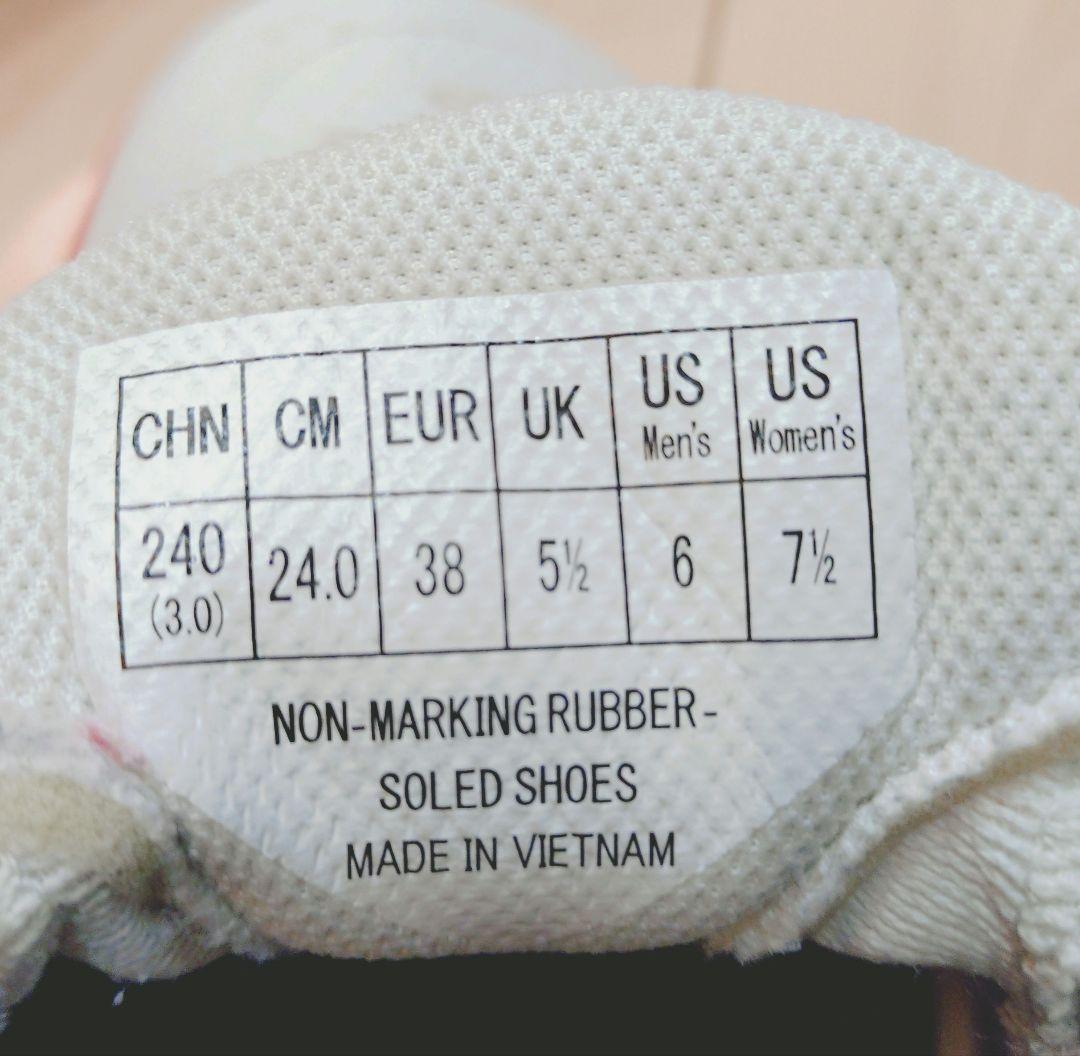 CHN CM EUR UK US Men's US Women's
240 (3.0) 24.0 38 5½ 6 7½
NON-MARKING RUBBER-
SOLED SHOES
MADE IN VIETNAM